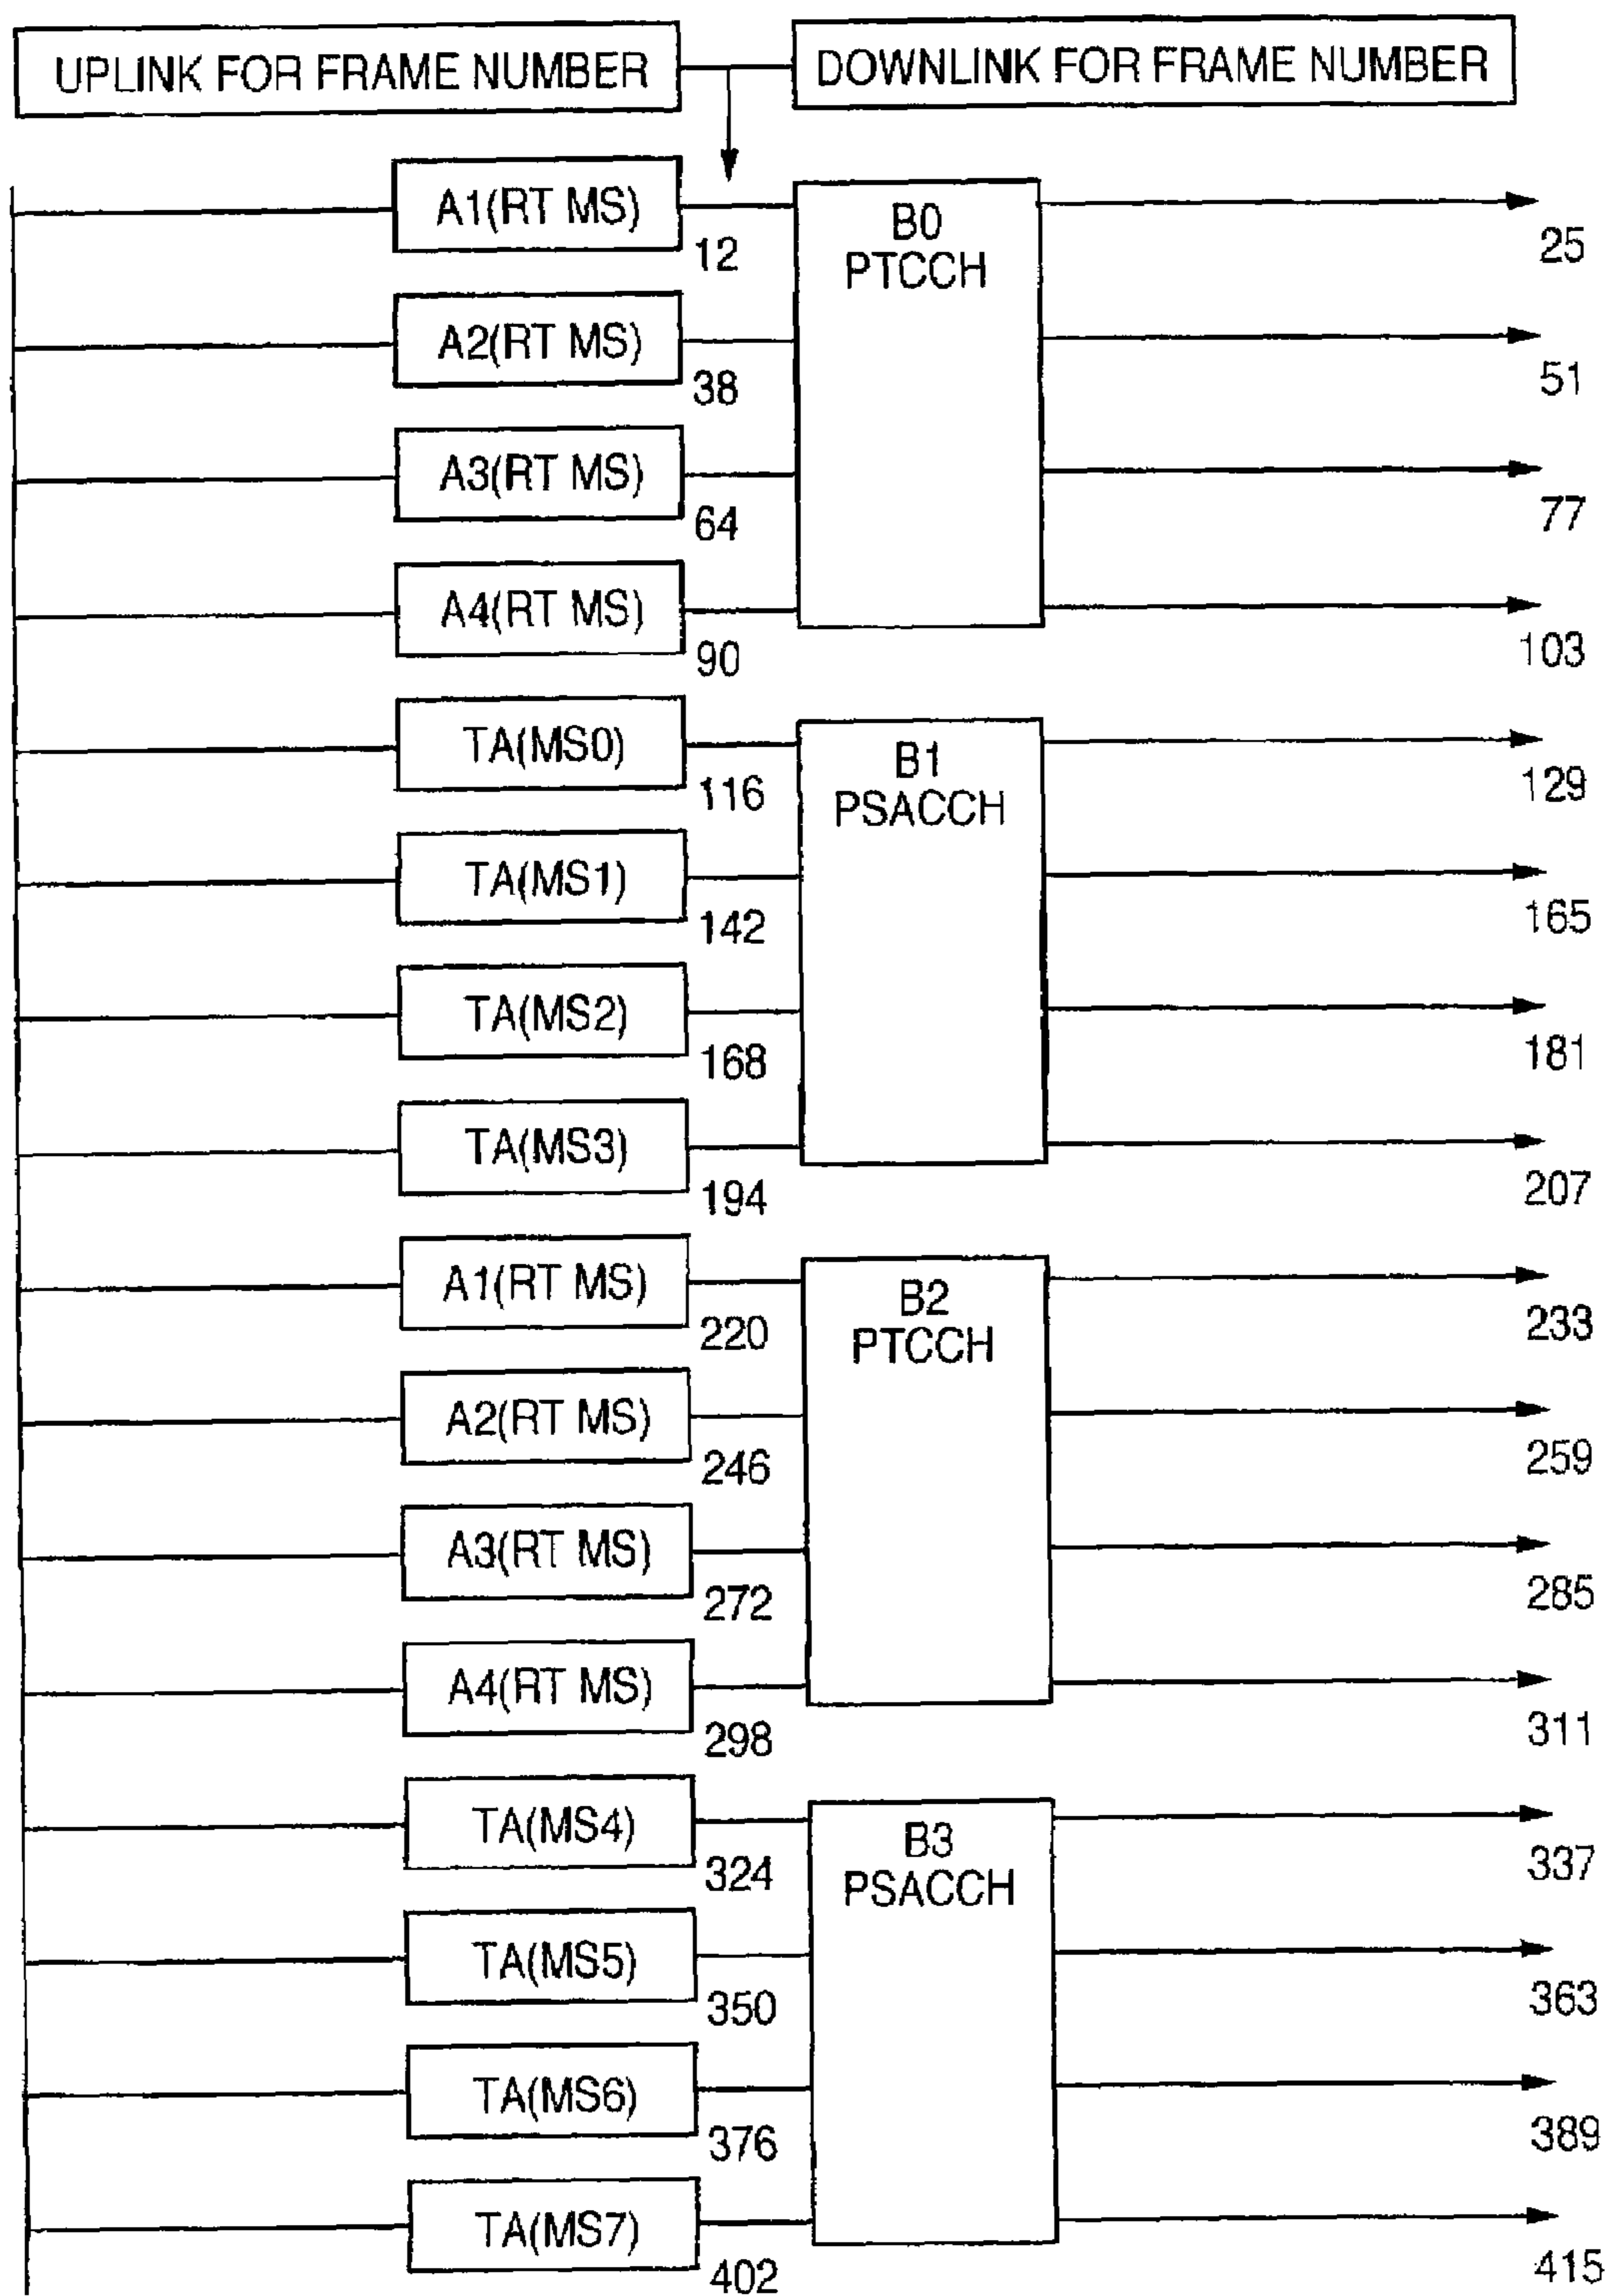 UPLINK FOR FRAME NUMBER
DOWNLINK FOR FRAME NUMBER
A1(RT MS)
12
B0
PTCCH
25
A2(RT MS)
38
51
A3(RT MS)
64
77
A4(RT MS)
90
103
TA(MS0)
116
B1
PSACCH
129
TA(MS1)
142
165
TA(MS2)
168
181
TA(MS3)
194
207
A1(RT MS)
220
B2
PTCCH
233
A2(RT MS)
246
259
A3(RT MS)
272
285
A4(RT MS)
298
311
TA(MS4)
324
B3
PSACCH
337
TA(MS5)
350
363
TA(MS6)
376
389
TA(MS7)
402
415